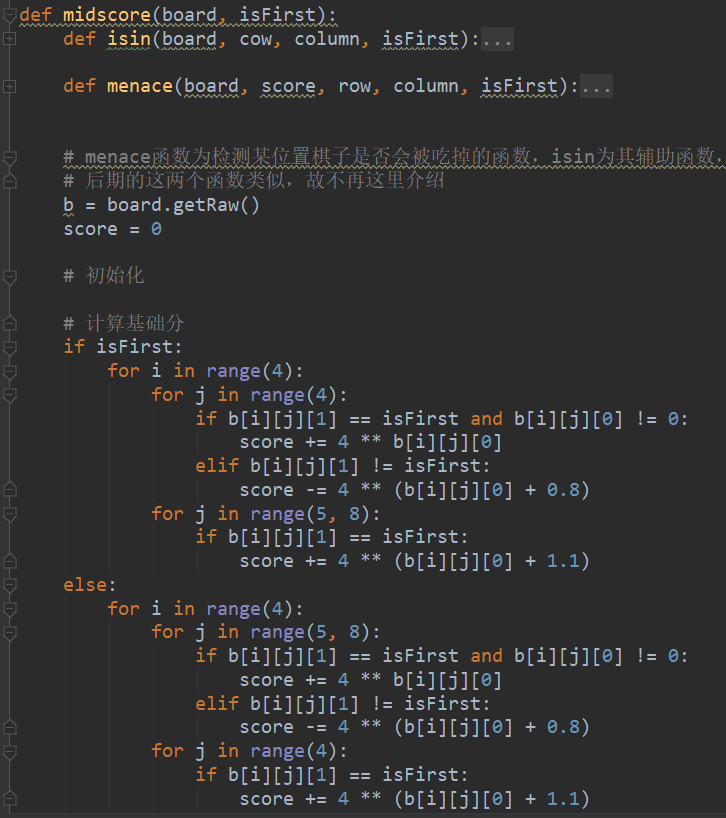 def midscore(board, isFirst):
    def isin(board, cow, column, isFirst):...
    def menace(board, score, row, column, isFirst):...
    # menace函数为检测某位置棋子是否会被吃掉的函数，isin为其辅助函数，
    # 后期的这两个函数类似，故不再这里介绍
    b = board.getRaw()
    score = 0
    # 初始化
    # 计算基础分
    if isFirst:
        for i in range(4):
            for j in range(4):
                if b[i][j][1] == isFirst and b[i][j][0] != 0:
                    score += 4 ** b[i][j][0]
                elif b[i][j][1] != isFirst:
                    score -= 4 ** (b[i][j][0] + 0.8)
            for j in range(5, 8):
                if b[i][j][1] == isFirst:
                    score += 4 ** (b[i][j][0] + 1.1)
    else:
        for i in range(4):
            for j in range(5, 8):
                if b[i][j][1] == isFirst and b[i][j][0] != 0:
                    score += 4 ** b[i][j][0]
                elif b[i][j][1] != isFirst:
                    score -= 4 ** (b[i][j][0] + 0.8)
            for j in range(4):
                if b[i][j][1] == isFirst:
                    score += 4 ** (b[i][j][0] + 1.1)